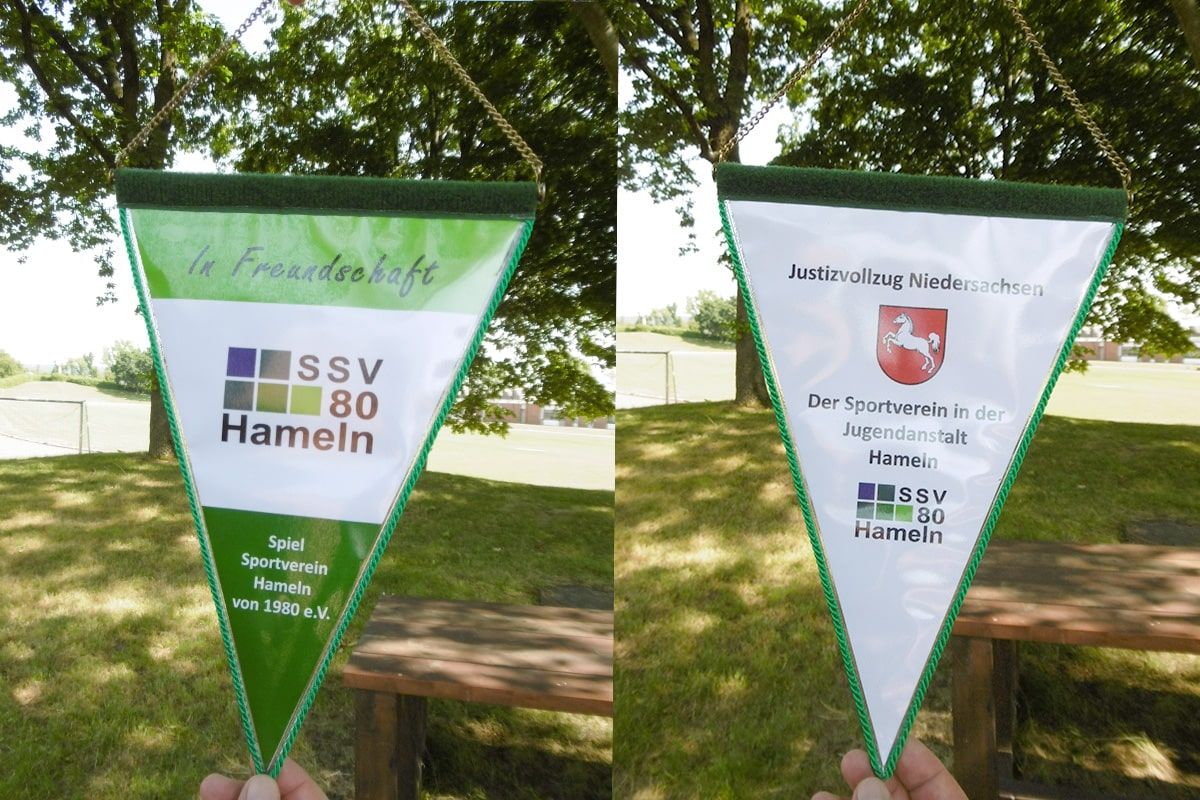 In Freundschaft
SSV
80
Hameln
Spiel
Sportverein
Hameln
von 1980 e.V.
Justizvollzug Niedersachsen
Der Sportverein in der
Jugendanstalt
Hameln
SSV
80
Hameln